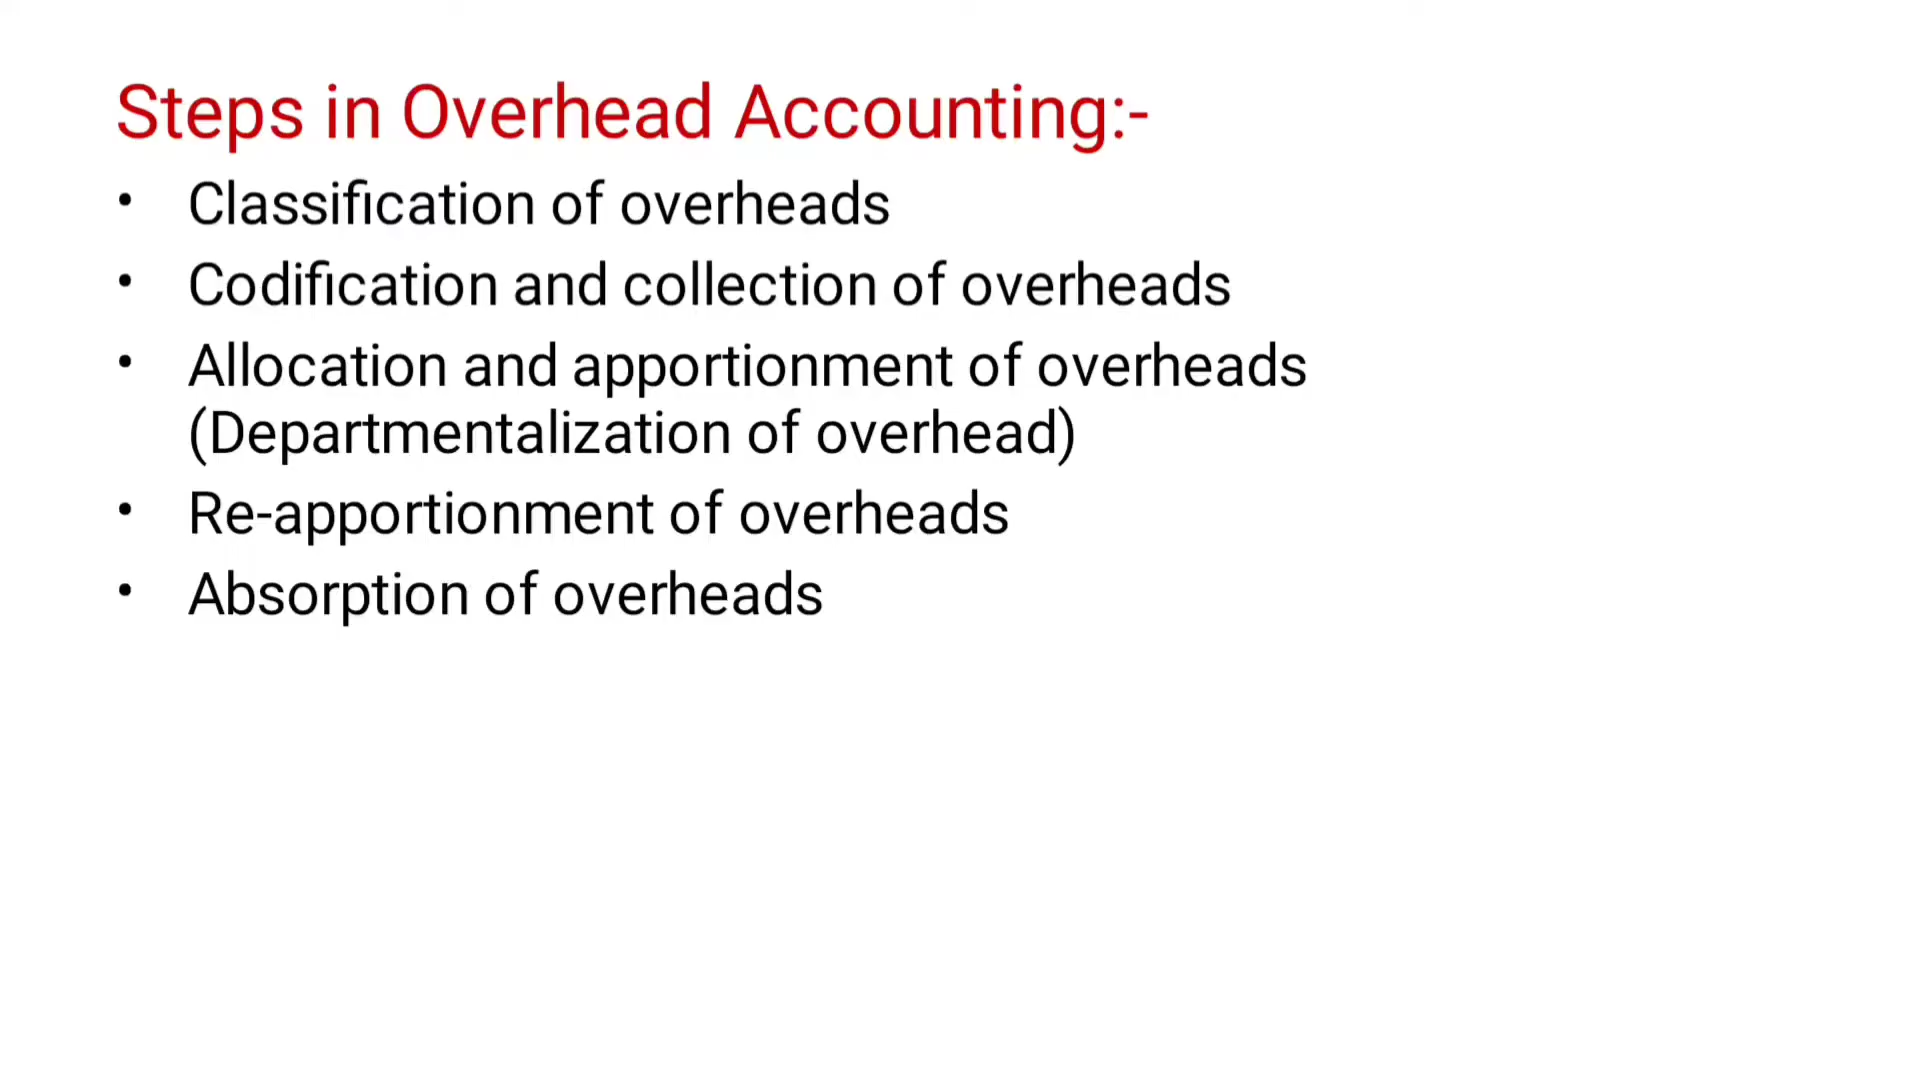 Steps in Overhead Accounting:-
• Classification of overheads
• Codification and collection of overheads
• Allocation and apportionment of overheads
(Departmentalization of overhead)
• Re-apportionment of overheads
• Absorption of overheads